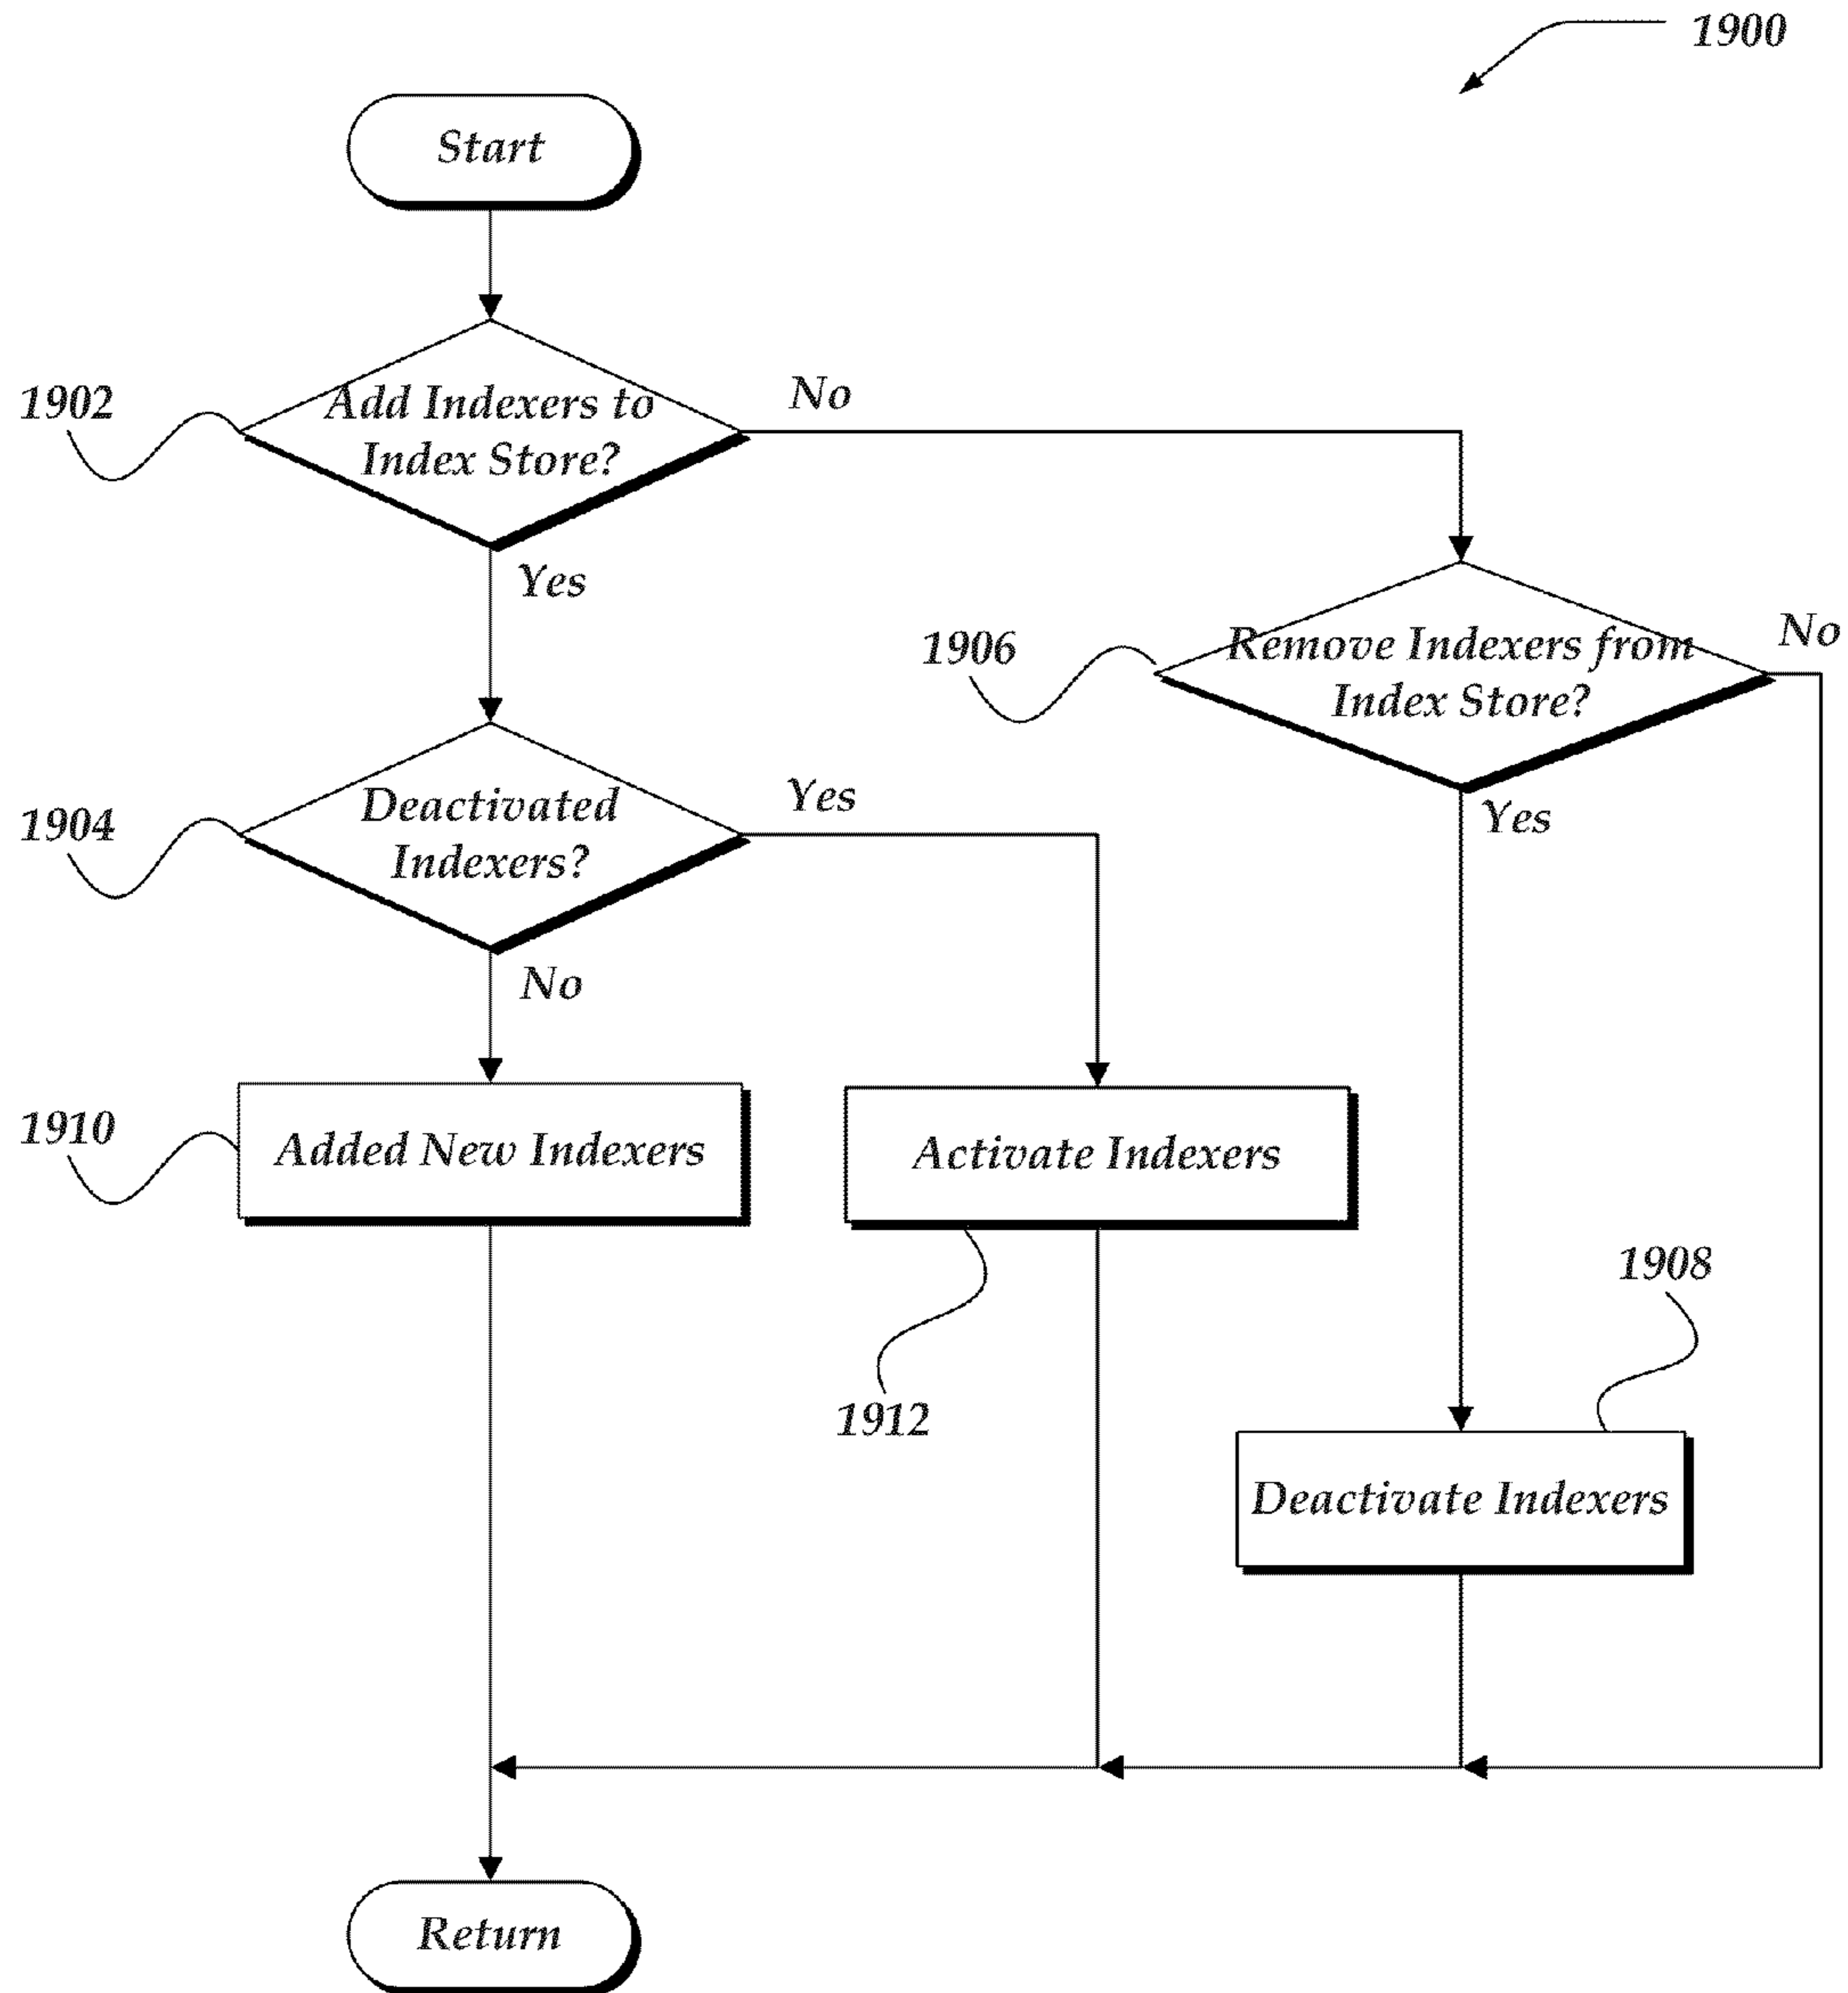 1900
Start
1902
Add Indexers to
Index Store?
No
Yes
1906
Remove Indexers from
Index Store?
No
Yes
1904
Deactivated
Indexers?
Yes
No
1910
Added New Indexers
Activate Indexers
1912
1908
Deactivate Indexers
Return